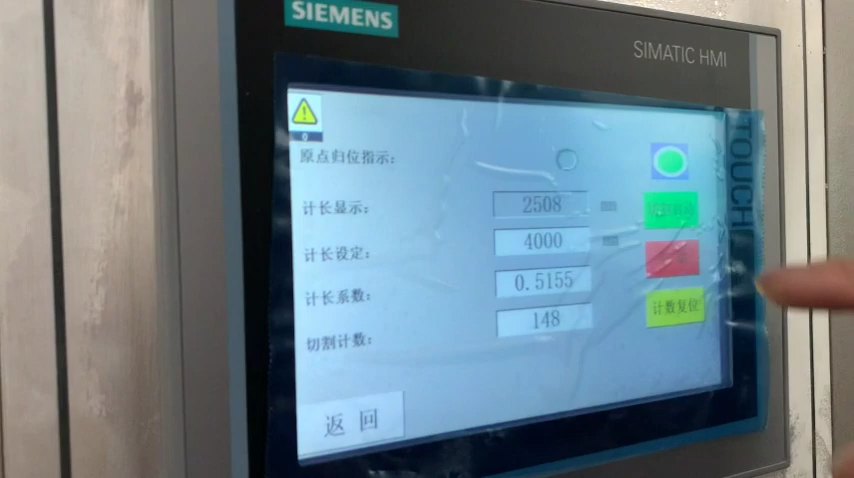 SIEMENS
SIMATIC HMI
TOUCH
0
原点归位指示:
计长显示: 2508
计长设定: 4000
计长系数: 0.5155
切割计数: 148
计数复位
返回